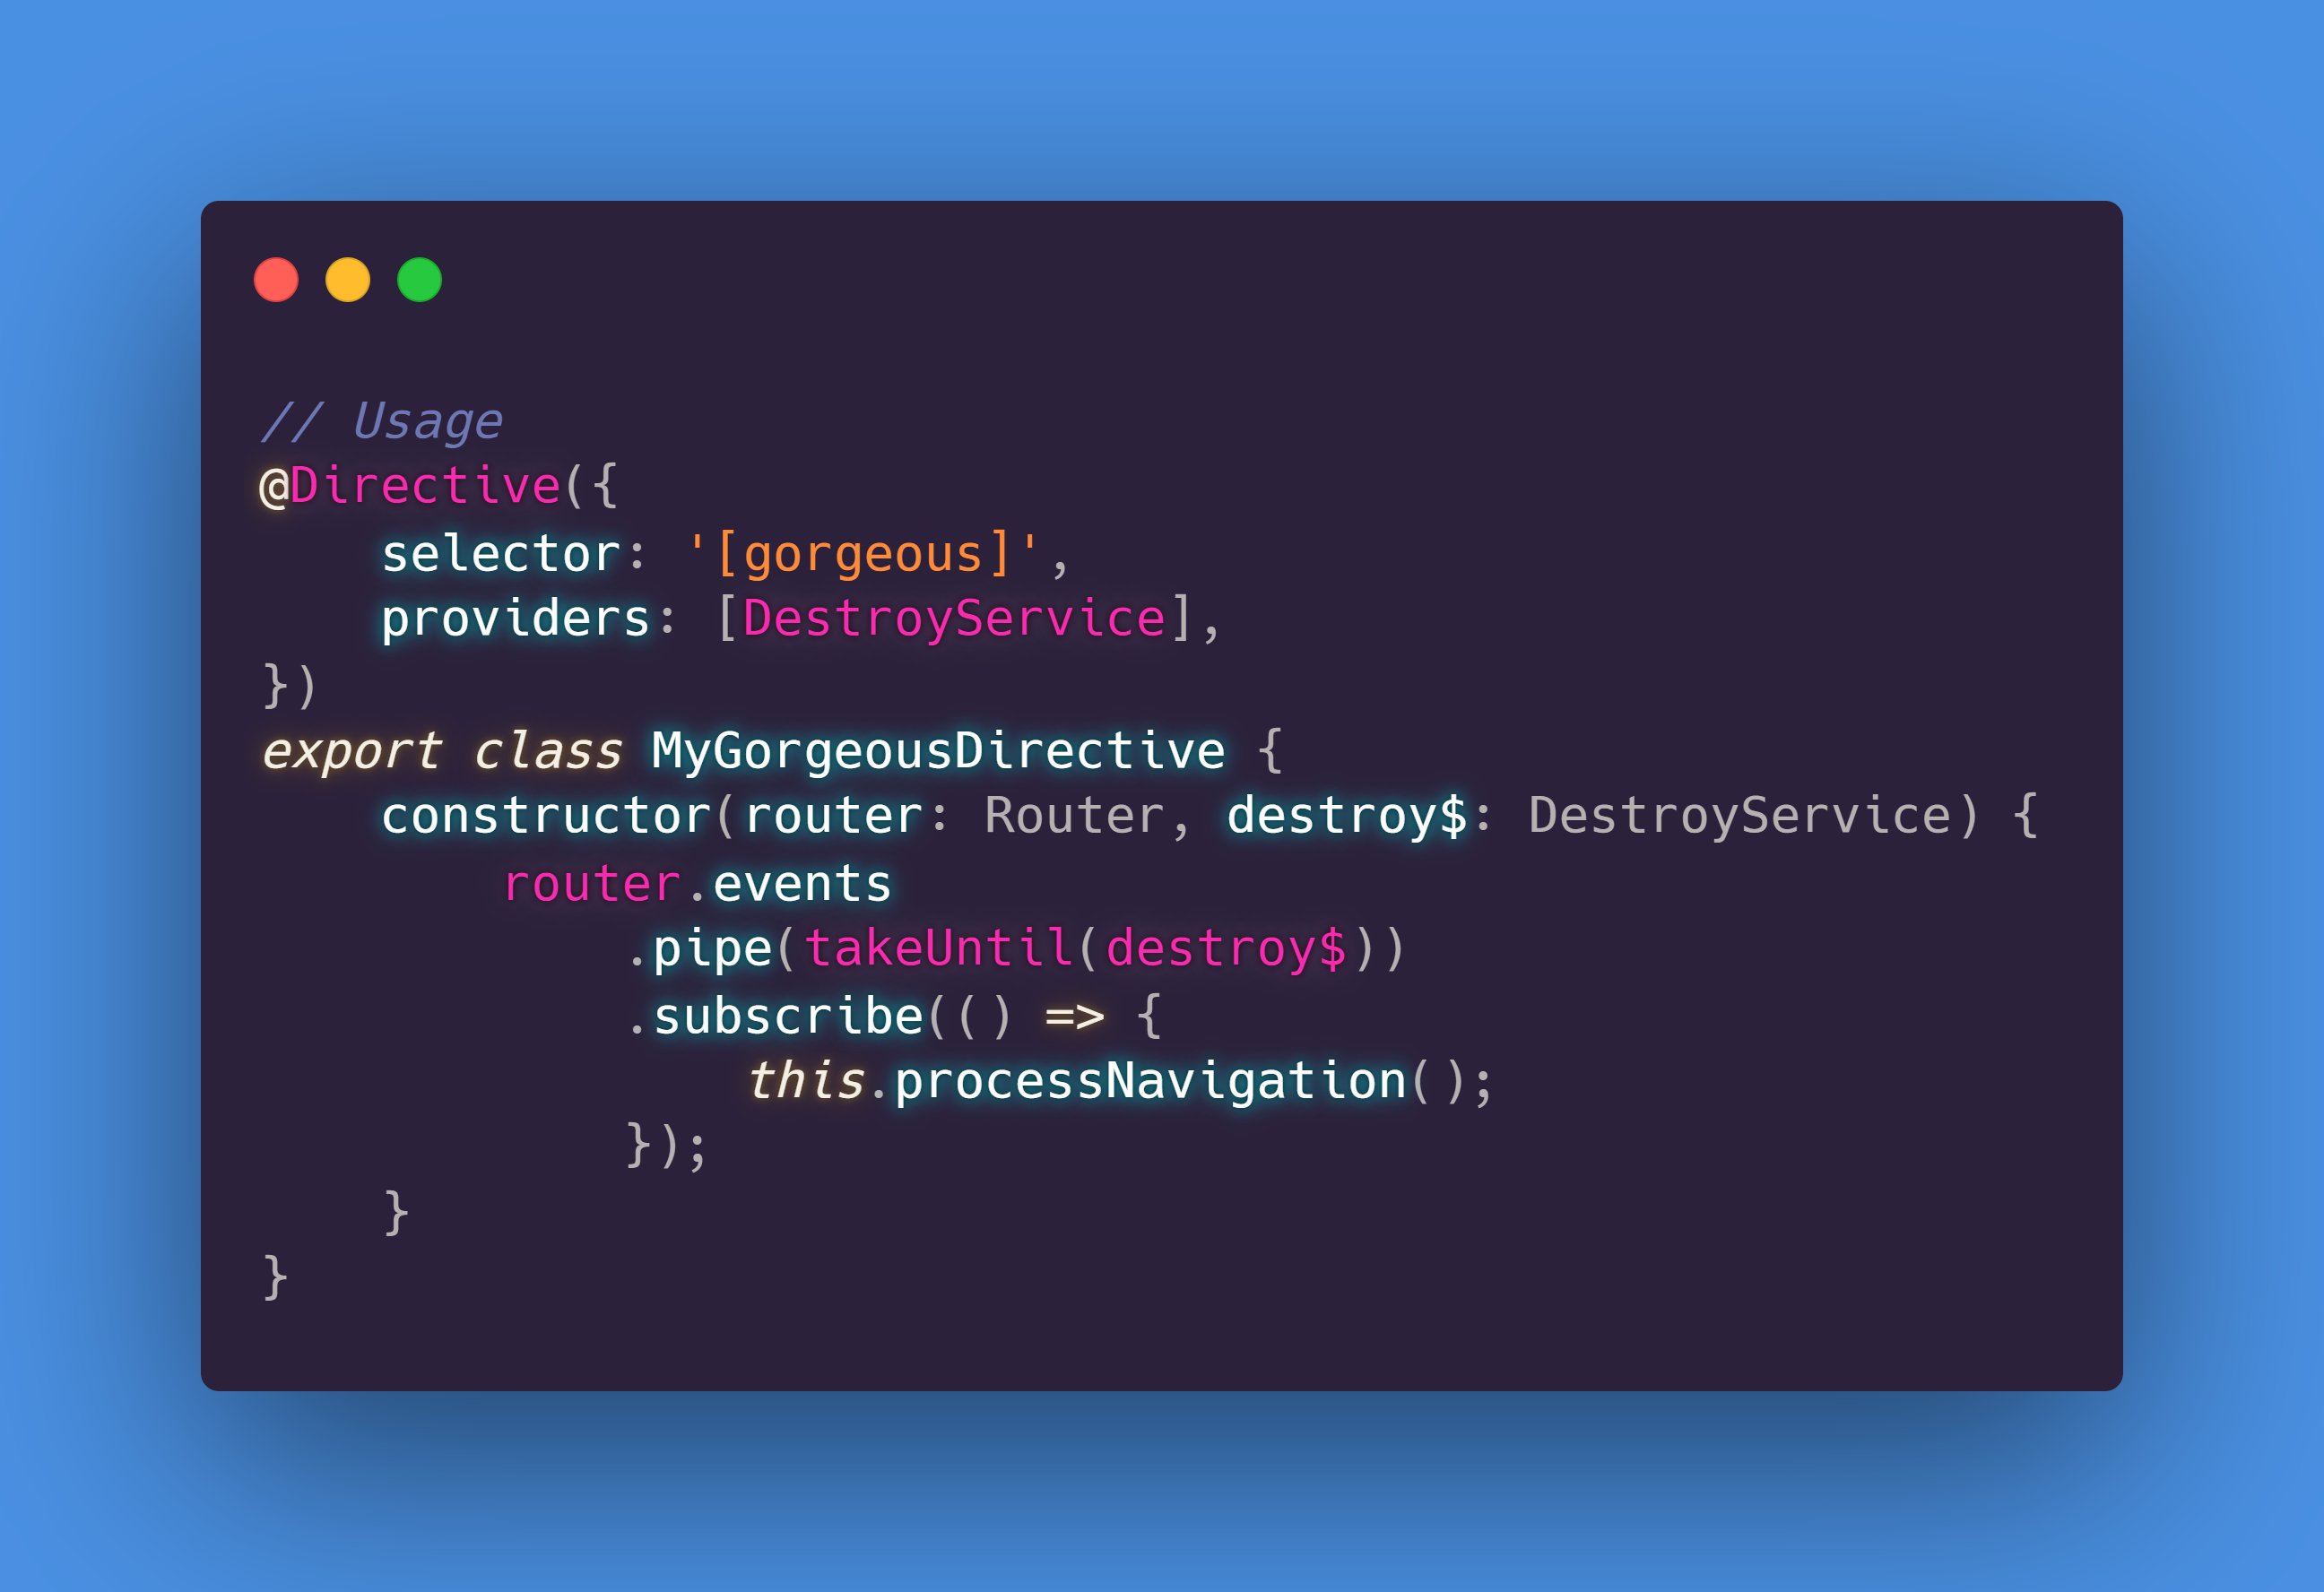 // Usage
@Directive({
    selector: '[gorgeous]',
    providers: [DestroyService],
})
export class MyGorgeousDirective {
    constructor(router: Router, destroy$: DestroyService) {
        router.events
            .pipe(takeUntil(destroy$))
            .subscribe(() => {
                this.processNavigation();
            });
    }
}